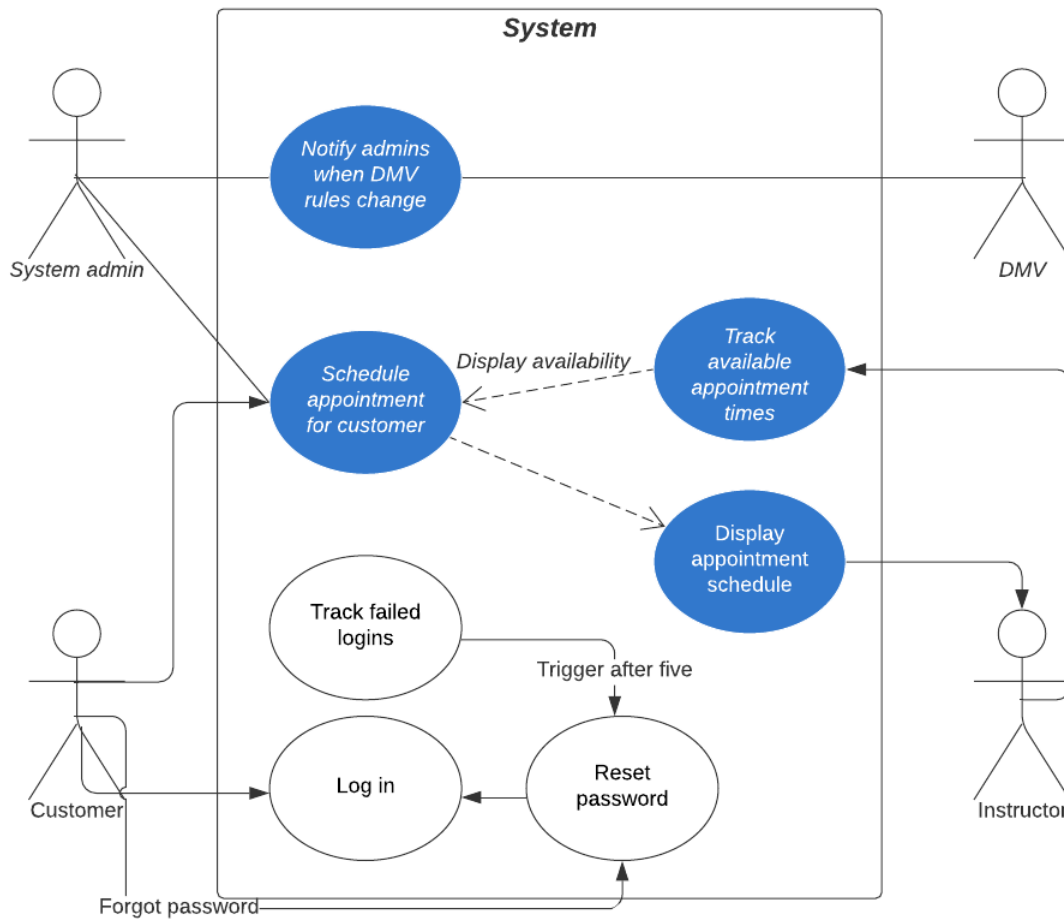 System
Notify admins
when DMV
rules change
System admin
DMV
Schedule
appointment
for customer
Display availability
Track
available
appointment
times
Display
appointment
schedule
Track failed
logins
Trigger after five
Customer
Log in
Reset
password
Instructor
Forgot password